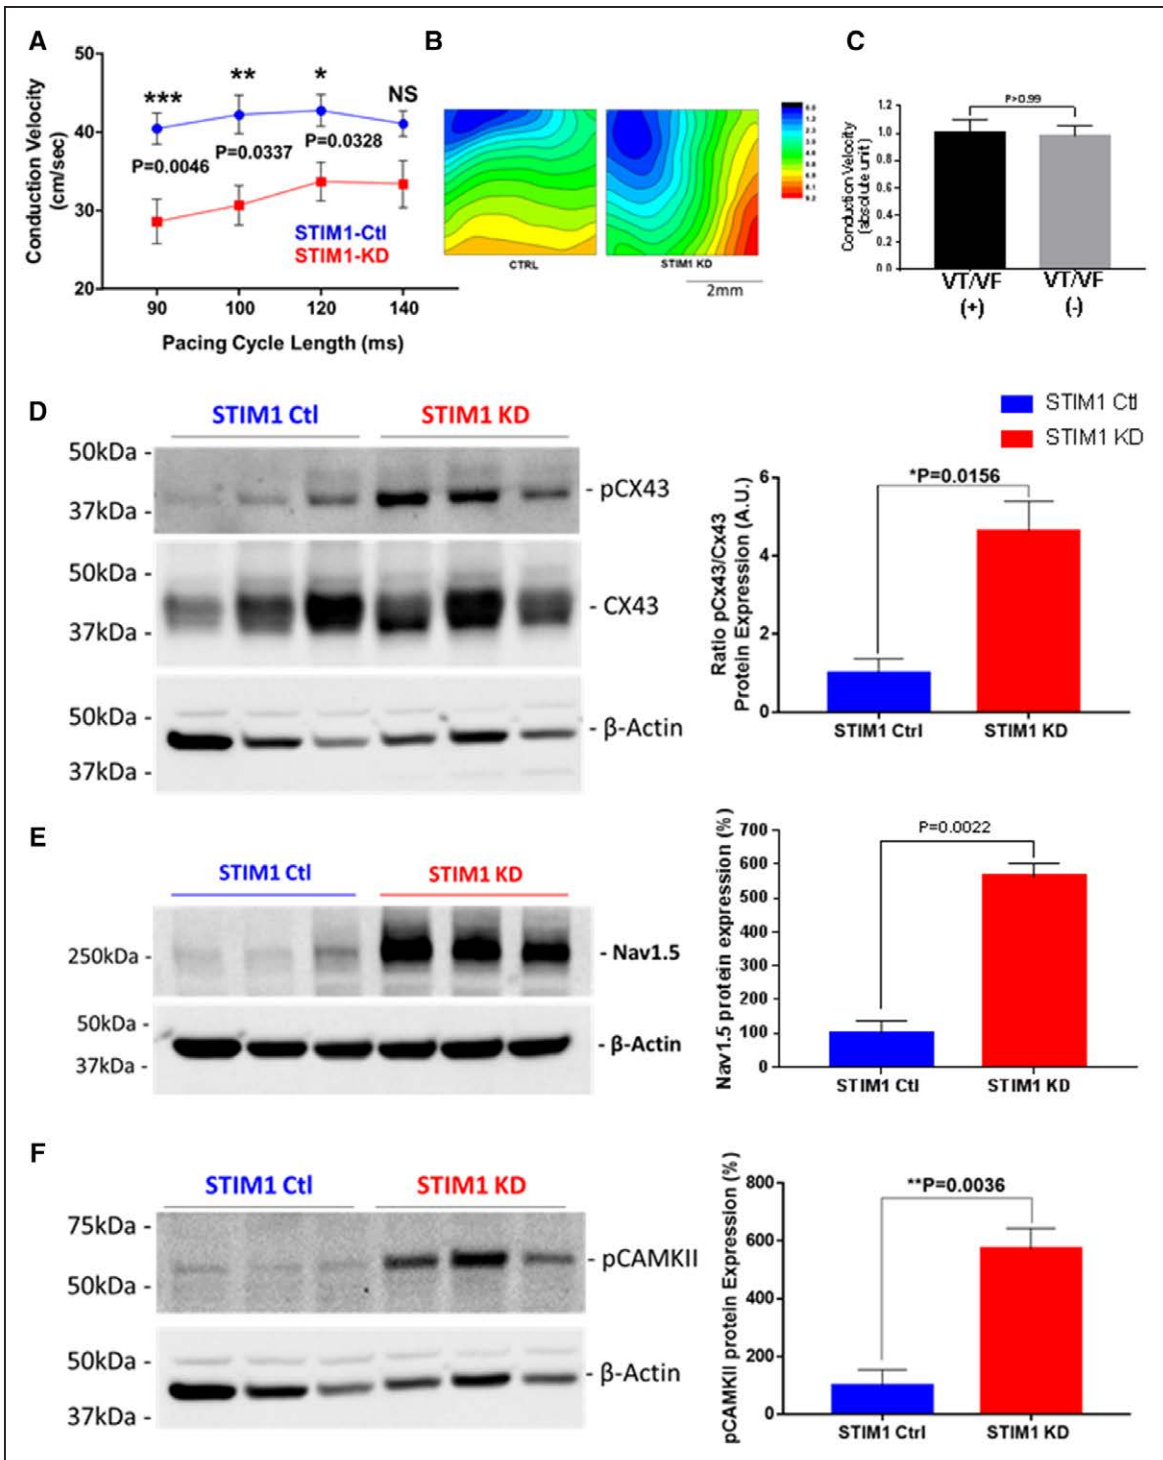 A
50
40
30
20
Conduction Velocity
(cm/sec)
***
**
*
NS
P=0.0046
P=0.0337
P=0.0328
STIM1-Ctl
STIM1-KD
90 100 120 140
Pacing Cycle Length (ms)
B
CTRL
STIM1 KD
2mm
C
P>0.99
1.2
1.0
0.8
0.6
0.4
0.2
0.0
Conduction Velocity
(absolute unit)
VT/VF
(+)
VT/VF
(-)
D
STIM1 Ctl
STIM1 KD
50kDa -
37kDa -
- pCX43
50kDa -
37kDa -
- CX43
50kDa -
37kDa -
- β-Actin
STIM1 Ctl
STIM1 KD
*P=0.0156
6
4
2
0
Ratio pCx43/Cx43
Protein Expression (A.U.)
STIM1 Ctrl
STIM1 KD
E
STIM1 Ctl
STIM1 KD
250kDa -
- Nav1.5
50kDa -
37kDa -
- β-Actin
P=0.0022
700
600
500
400
300
200
100
0
Nav1.5 protein expression (%)
STIM1 Ctl
STIM1 KD
F
STIM1 Ctl
STIM1 KD
75kDa -
50kDa -
- pCAMKII
50kDa -
37kDa -
- β-Actin
**P=0.0036
800
600
400
200
0
pCAMKII protein Expression (%)
STIM1 Ctrl
STIM1 KD